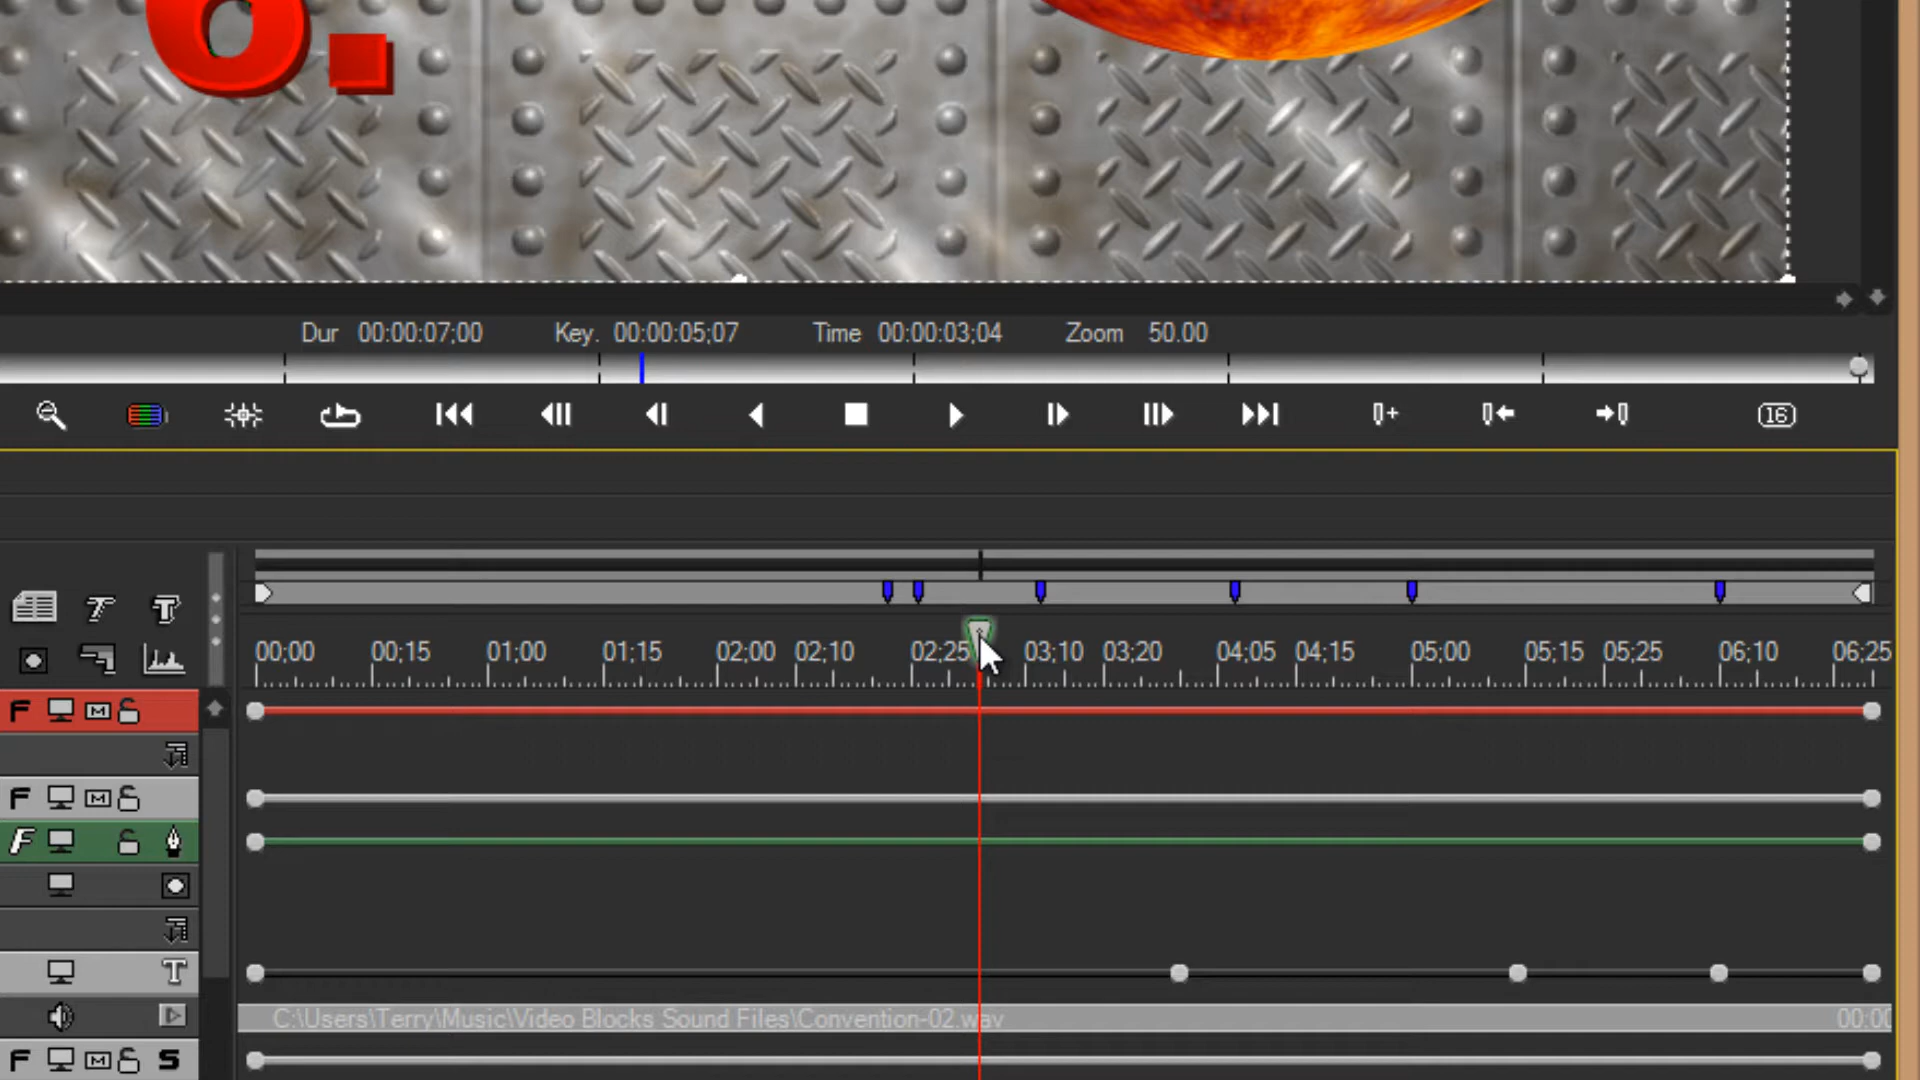 6.
Dur 00:00:07;00 Key. 00:00:05;07 Time 00:00:03;04 Zoom 50.00
16
00;00 00;15 01;00 01;15 02;00 02;10 02;25 03;10 03;20 04;05 04;15 05;00 05;15 05;25 06;10 06;25
F M
F M
F
T
C:\Users\Terry\Music\Video Blocks Sound Files\Convention-02.wav 00:00
F M S